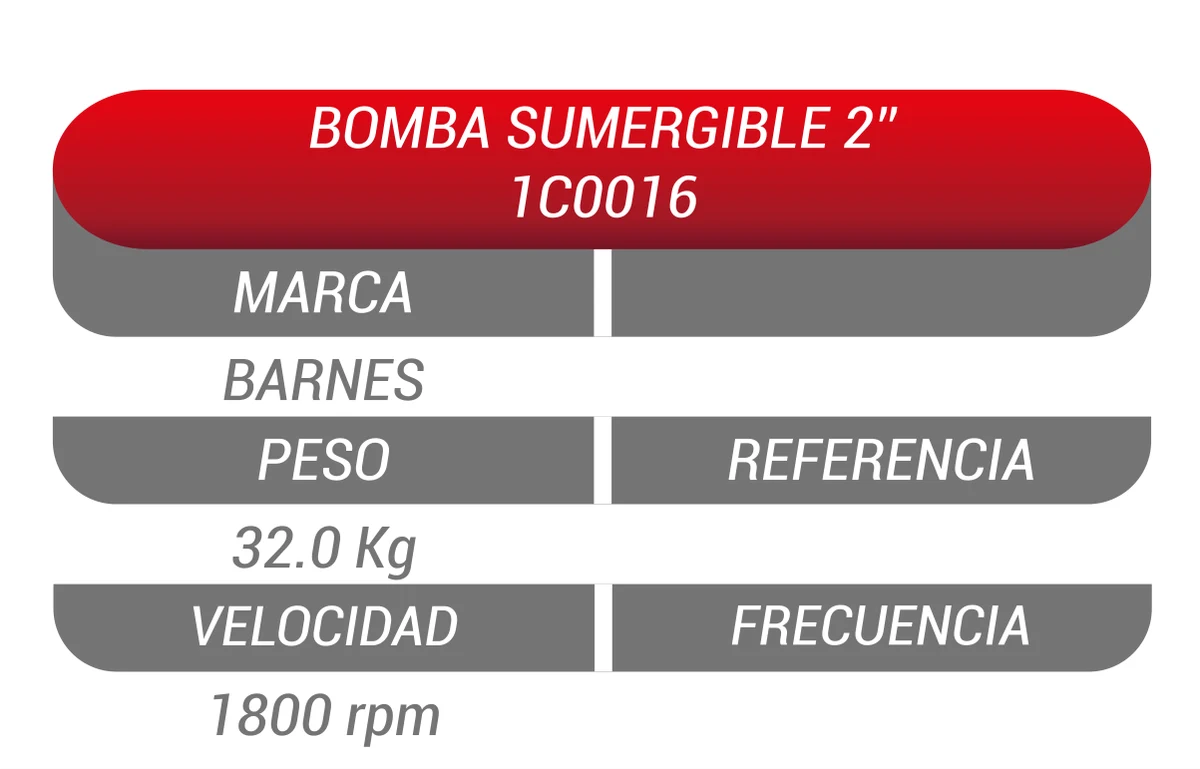 BOMBA SUMERGIBLE 2"
1C0016
MARCA
BARNES
PESO REFERENCIA
32.0 Kg
VELOCIDAD FRECUENCIA
1800 rpm